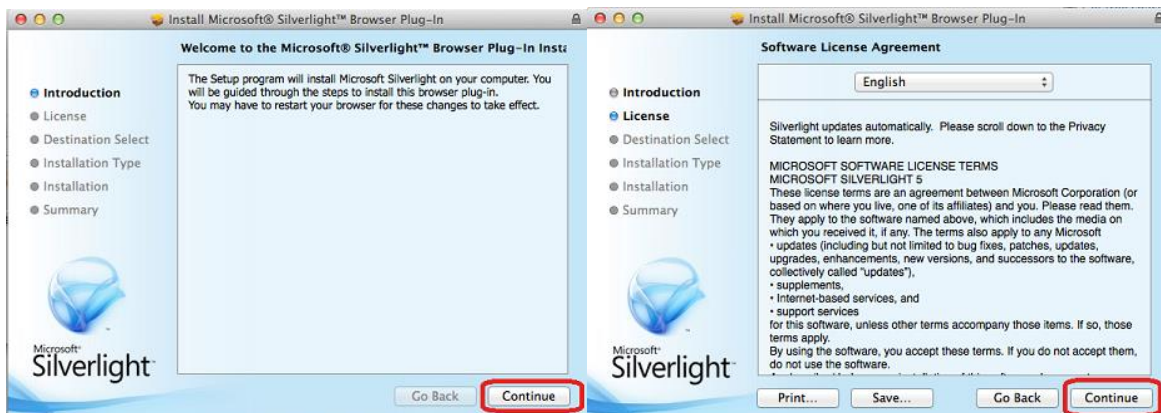 Install Microsoft® Silverlight™ Browser Plug-In
Welcome to the Microsoft® Silverlight™ Browser Plug-In Insta
Introduction
License
Destination Select
Installation Type
Installation
Summary
The Setup program will install Microsoft Silverlight on your computer. You
will be guided through the steps to install this browser plug-in.
You may have to restart your browser for these changes to take effect.
Microsoft®
Silverlight™
Go Back
Continue
Install Microsoft® Silverlight™ Browser Plug-In
Software License Agreement
English
Introduction
License
Destination Select
Installation Type
Installation
Summary
Silverlight updates automatically. Please scroll down to the Privacy
Statement to learn more.
MICROSOFT SOFTWARE LICENSE TERMS
MICROSOFT SILVERLIGHT 5
These license terms are an agreement between Microsoft Corporation (or
based on where you live, one of its affiliates) and you. Please read them.
They apply to the software named above, which includes the media on
which you received it, if any. The terms also apply to any Microsoft
• updates (including but not limited to bug fixes, patches, updates,
upgrades, enhancements, new versions, and successors to the software,
collectively called "updates"),
• supplements,
• Internet-based services, and
• support services
for this software, unless other terms accompany those items. If so, those
terms apply.
By using the software, you accept these terms. If you do not accept them,
do not use the software.
Microsoft®
Silverlight™
Print...
Save...
Go Back
Continue